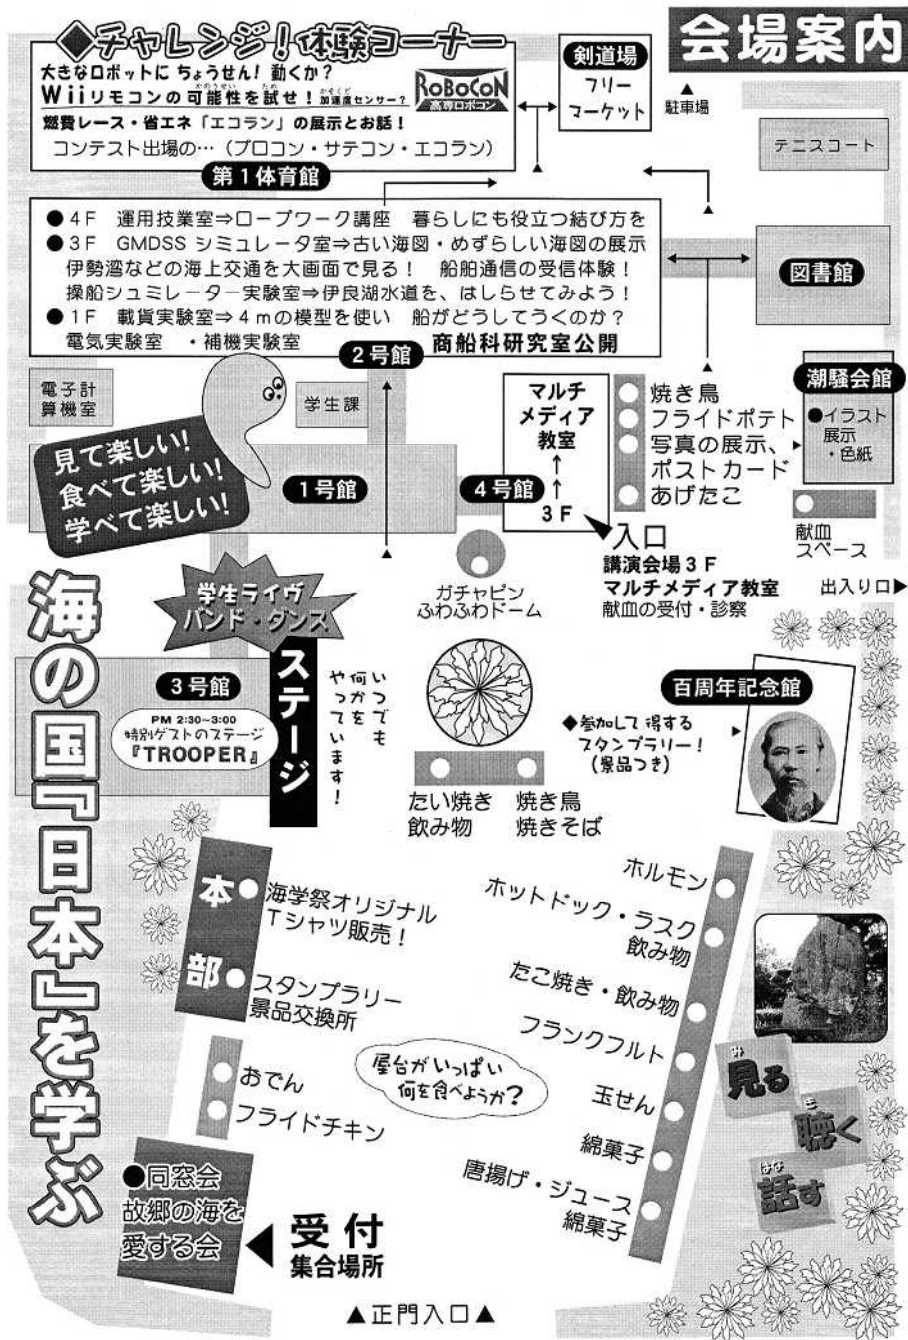 会場案内
◆チャレンジ！体験コーナー
大きなロボットに ちょうせん！動くか？
Wiiリモコンの可能性を試せ！加速度センサー？
かのうせい
ため
かそくど
ROBOCON
高専ロボコン
燃費レース・省エネ「エコラン」の展示とお話！
コンテスト出場の…（プロコン・サテコン・エコラン）
第１体育館
剣道場
フリー
マーケット
▲
駐車場
テニスコート
●４Ｆ　運用技業室⇒ロープワーク講座　暮らしにも役立つ結び方を
●３Ｆ　GMDSS シミュレータ室⇒古い海図・めずらしい海図の展示
伊勢湾などの海上交通を大画面で見る！　船舶通信の受信体験！
操船シュミレーター実験室⇒伊良湖水道を、はしらせてみよう！
●１Ｆ　載貨実験室⇒４ｍの模型を使い　船がどうしてうくのか？
電気実験室　・補機実験室　商船科研究室公開
２号館
図書館
電子計
算機室
学生課
マルチ
メディア
教室
↑
↑
３Ｆ
焼き鳥
フライドポテト
写真の展示、
ポストカード
あげたこ
潮騒会館
●イラスト
展示
・色紙
見て楽しい！
食べて楽しい！
学べて楽しい！
１号館
４号館
入口
講演会場３Ｆ
マルチメディア教室
献血の受付・診察
献血
スペース
出入り口▶
ガチャピン
ふわふわドーム
学生ライヴ
バンド・ダンス
ステージ
いつでも
何かを
やっています！
３号館
PM 2:30~3:00
特別ゲストのステージ
『TROOPER』
百周年記念館
◆参加して得する
スタンプラリー！
（景品つき）
たい焼き
飲み物
焼き鳥
焼きそば
海の国『日本』を学ぶ
本部
海学祭オリジナル
Ｔシャツ販売！
スタンプラリー
景品交換所
おでん
フライドチキン
屋台がいっぱい
何を食べようか？
ホルモン
ホットドック・ラスク
飲み物
たこ焼き・飲み物
フランクフルト
玉せん
綿菓子
唐揚げ・ジュース
綿菓子
み
見る
き
聴く
はな
話す
●同窓会
故郷の海を
愛する会
受付
集合場所
▲正門入口▲